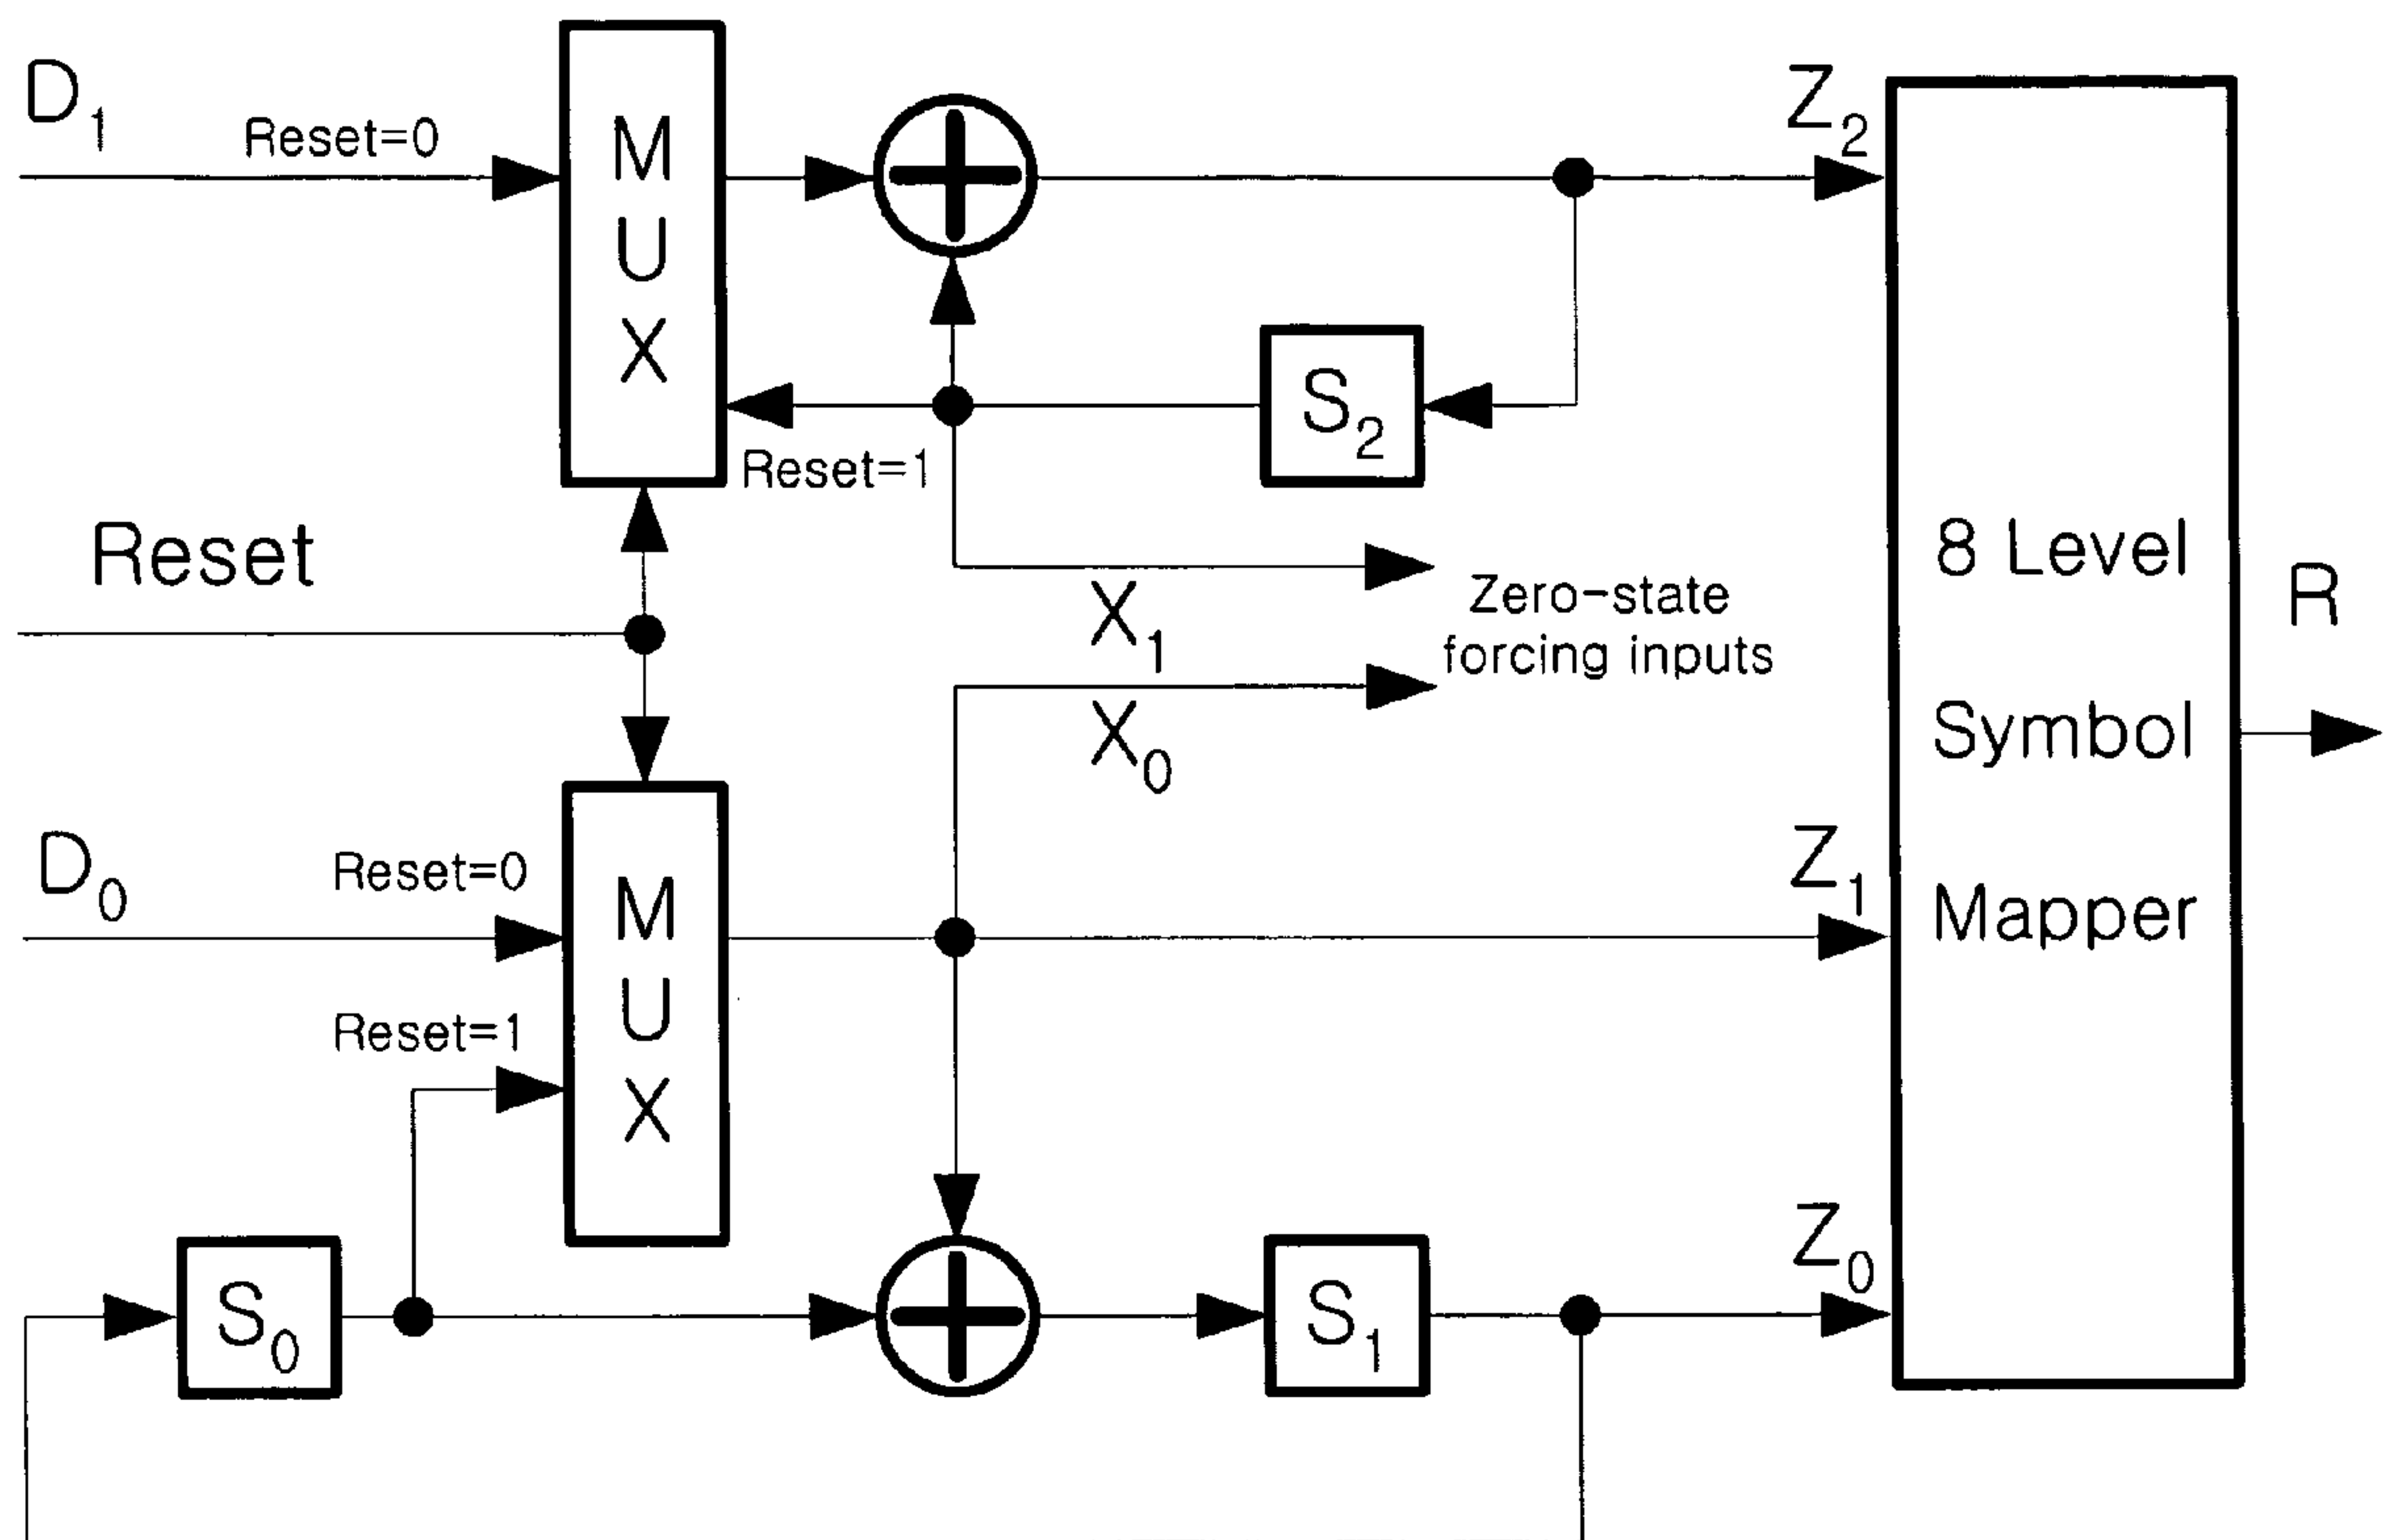 D1
Reset=0
M
U
X
Z2
S2
Reset=1
Reset
X1
Zero-state
forcing inputs
X0
8 Level
Symbol
Mapper
R
D0
Reset=0
Reset=1
M
U
X
Z1
S0
S1
Z0